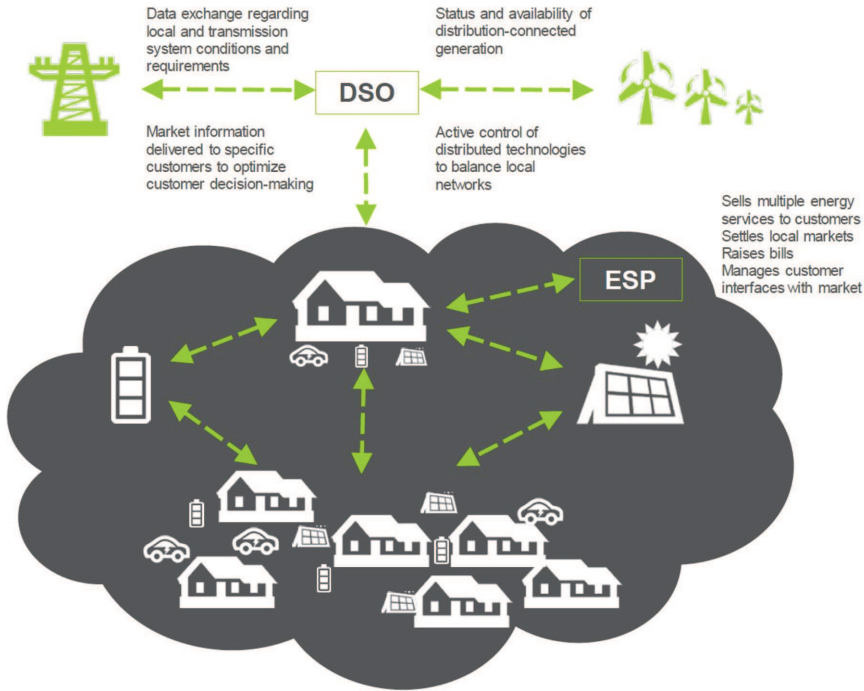 Data exchange regarding
local and transmission
system conditions and
requirements
Status and availability of
distribution-connected
generation
DSO
Market information
delivered to specific
customers to optimize
customer decision-making
Active control of
distributed technologies
to balance local
networks
Sells multiple energy
services to customers
Settles local markets
Raises bills
Manages customer
interfaces with market
ESP